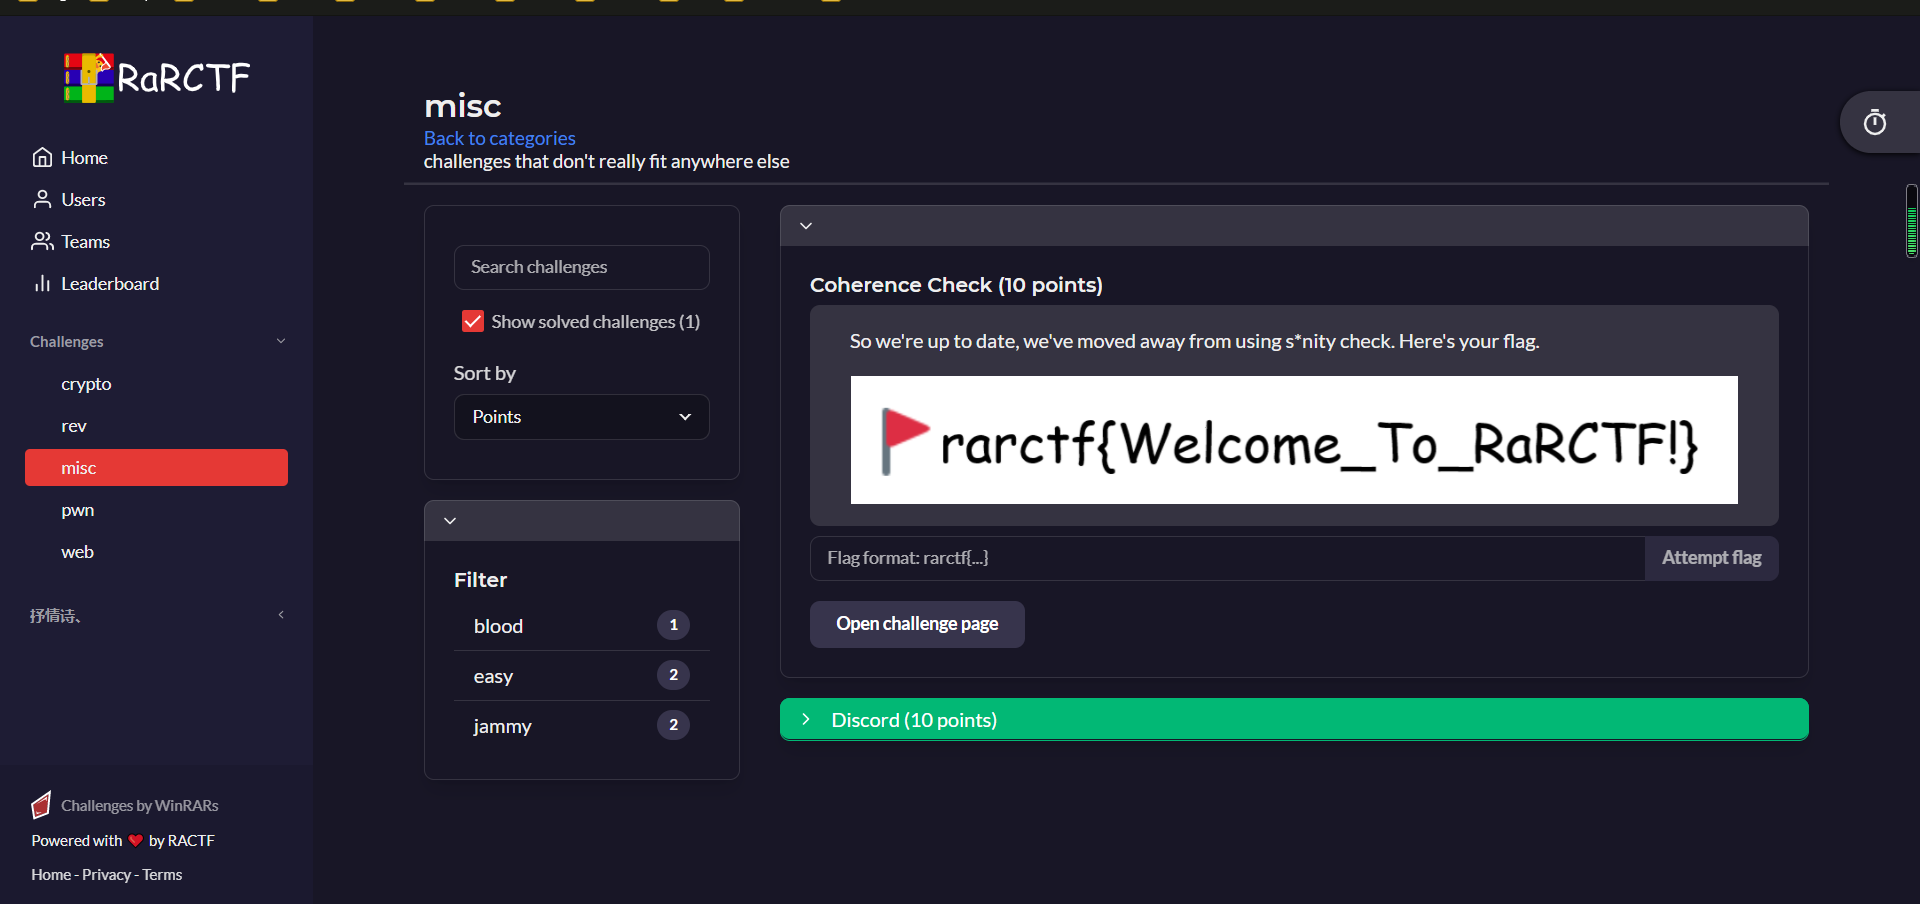 RaRCTF
Home
Users
Teams
Leaderboard
Challenges
crypto
rev
misc
pwn
web
抒情诗、
Challenges by WinRARs
Powered with ❤ by RACTF
Home - Privacy - Terms
misc
Back to categories
challenges that don't really fit anywhere else
Search challenges
Show solved challenges (1)
Sort by
Points
Filter
blood 1
easy 2
jammy 2
Coherence Check (10 points)
So we're up to date, we've moved away from using s*nity check. Here's your flag.
rarctf{Welcome_To_RaRCTF!}
Flag format: rarctf{...}
Attempt flag
Open challenge page
Discord (10 points)